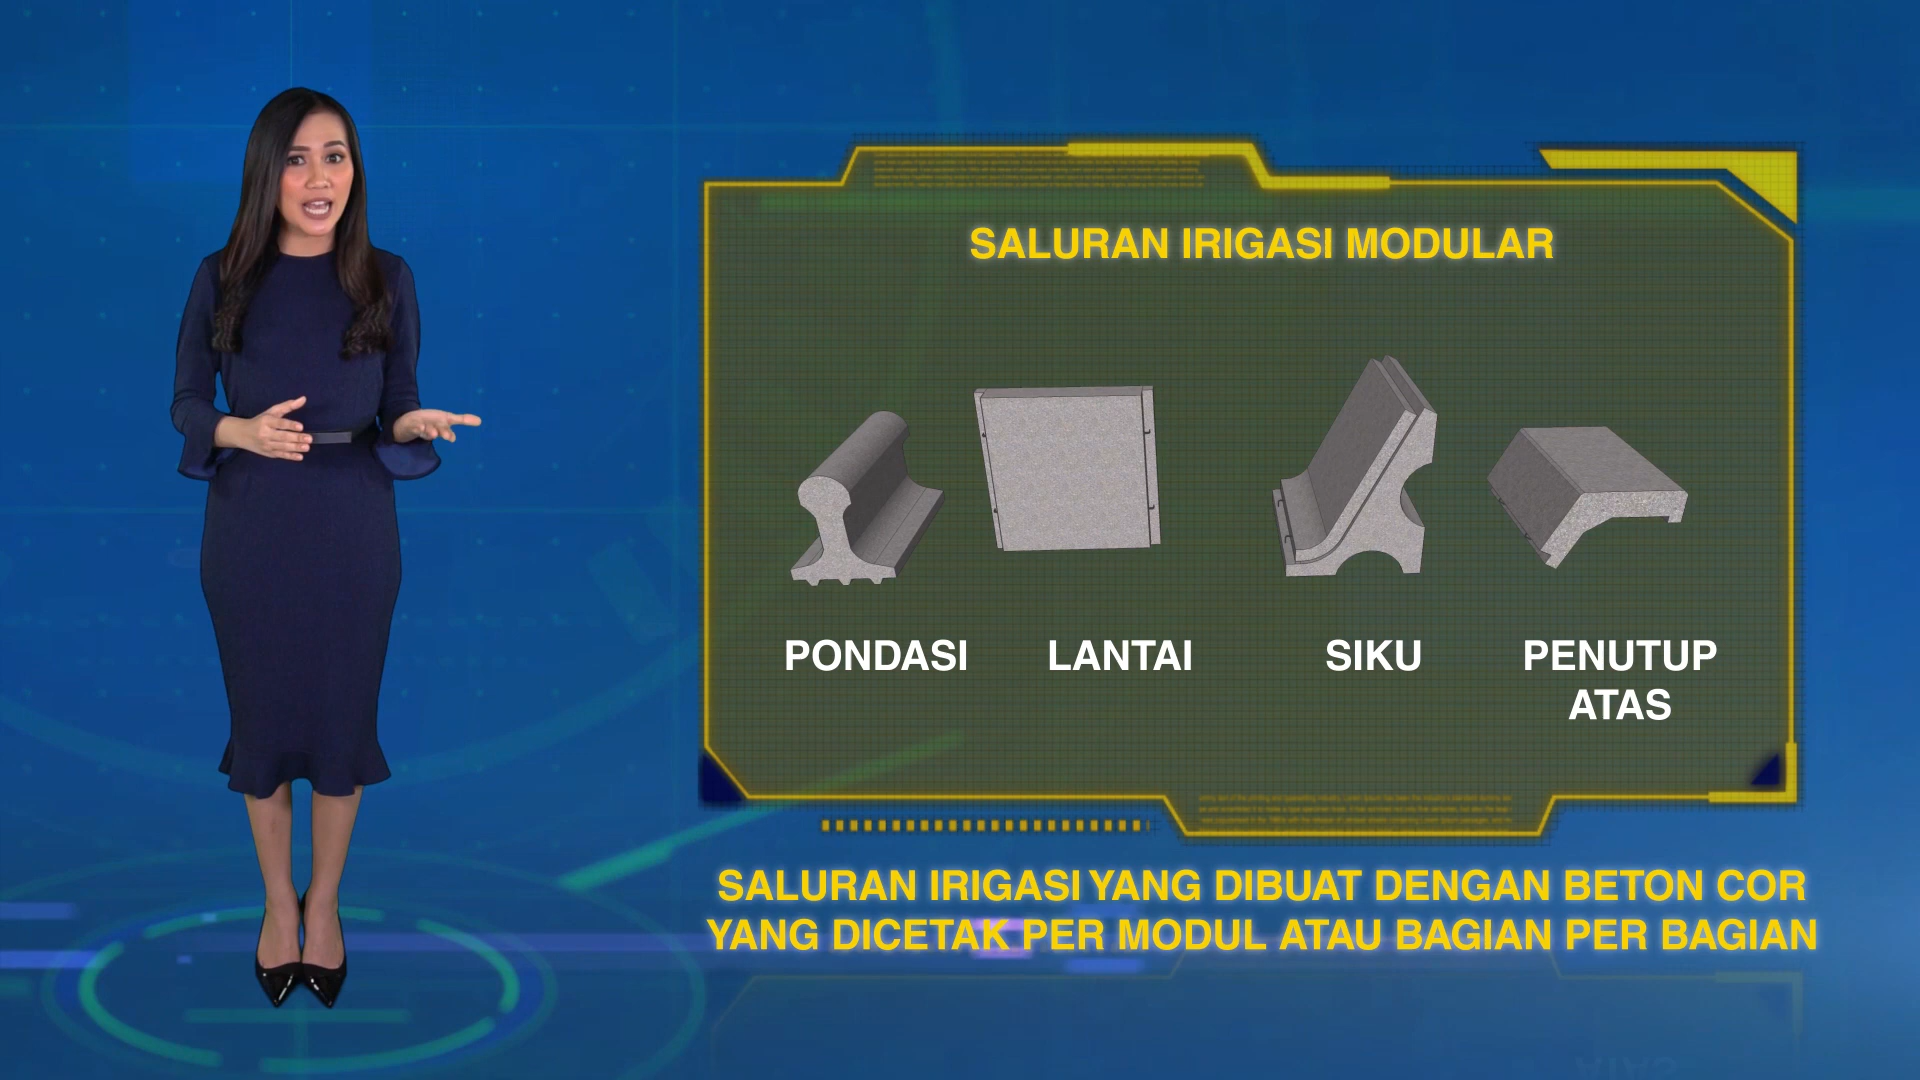 SALURAN IRIGASI MODULAR
PONDASI
LANTAI
SIKU
PENUTUP
ATAS
SALURAN IRIGASI YANG DIBUAT DENGAN BETON COR
YANG DICETAK PER MODUL ATAU BAGIAN PER BAGIAN